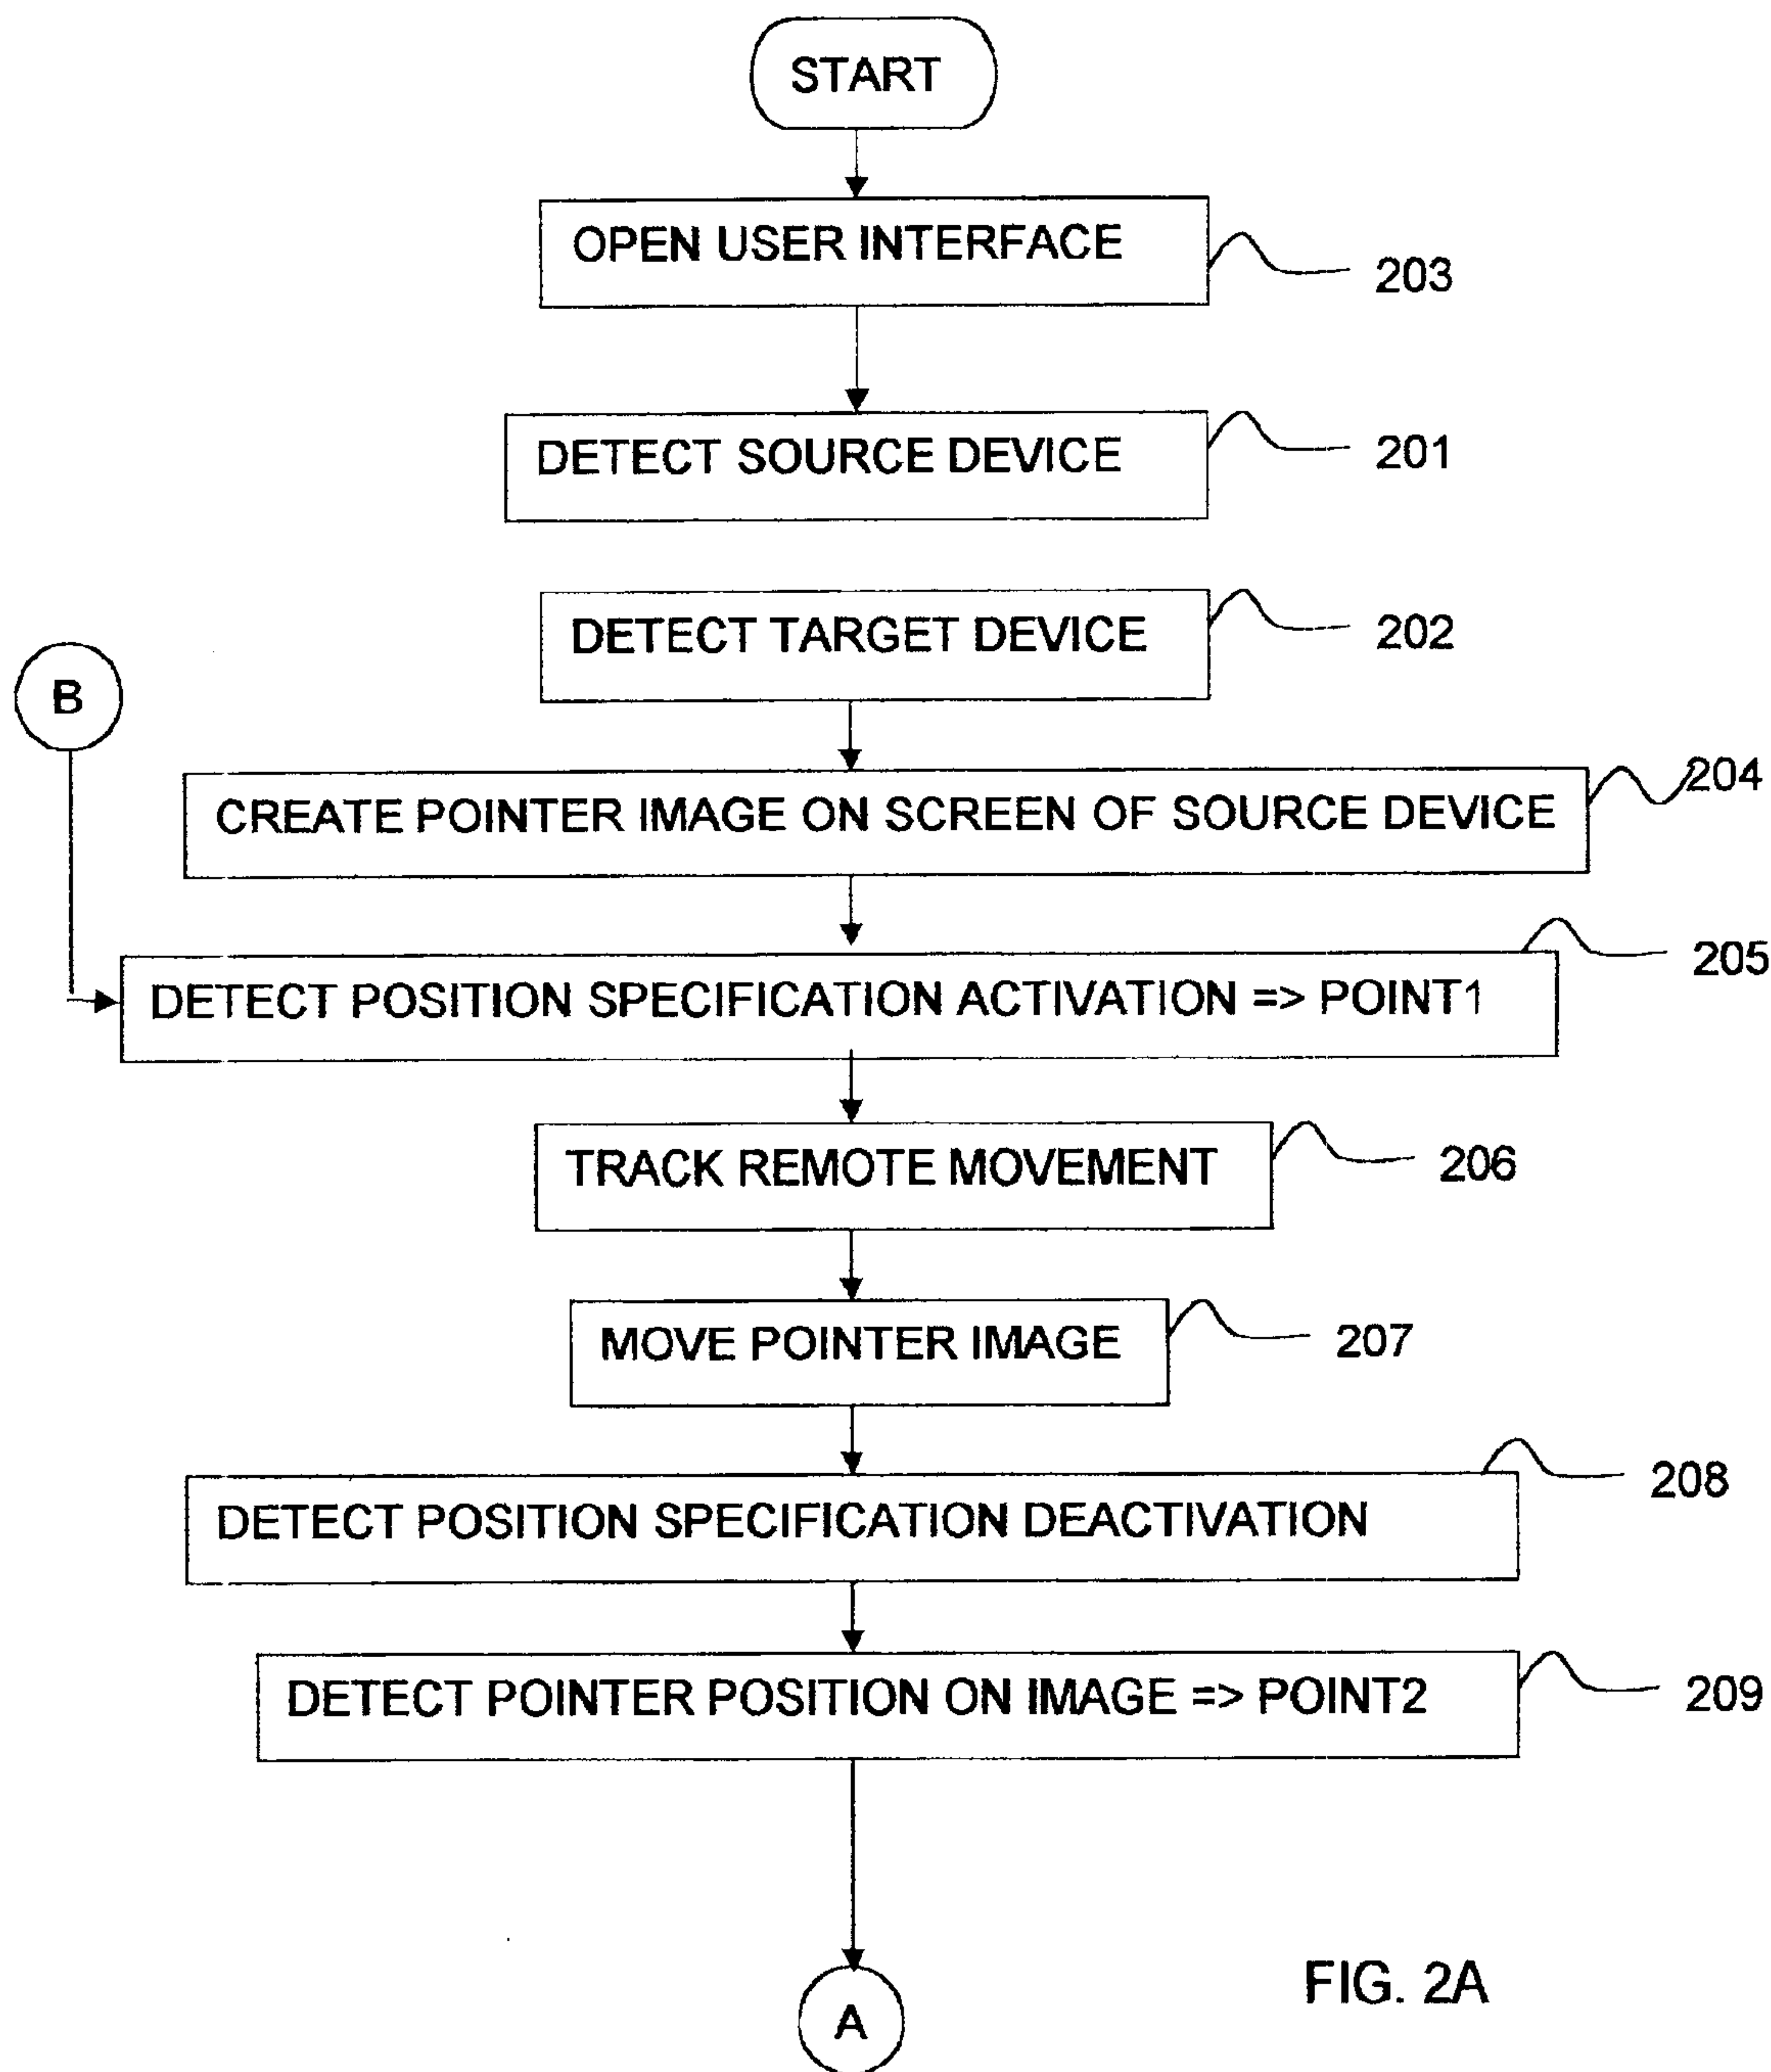 START
OPEN USER INTERFACE
203
DETECT SOURCE DEVICE
201
DETECT TARGET DEVICE
202
B
CREATE POINTER IMAGE ON SCREEN OF SOURCE DEVICE
204
DETECT POSITION SPECIFICATION ACTIVATION => POINT1
205
TRACK REMOTE MOVEMENT
206
MOVE POINTER IMAGE
207
DETECT POSITION SPECIFICATION DEACTIVATION
208
DETECT POINTER POSITION ON IMAGE => POINT2
209
FIG. 2A
A